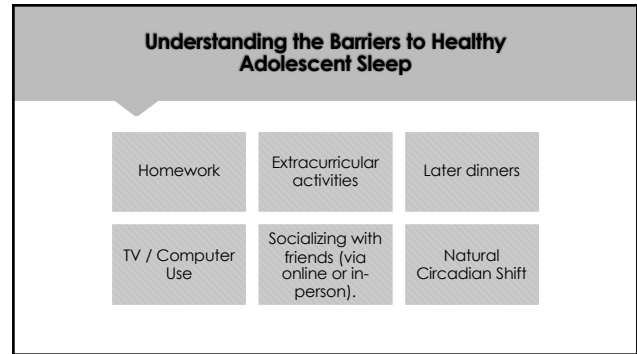 Understanding the Barriers to Healthy
Adolescent Sleep
Homework
Extracurricular
activities
Later dinners
TV / Computer
Use
Socializing with
friends (via
online or in-
person).
Natural
Circadian Shift